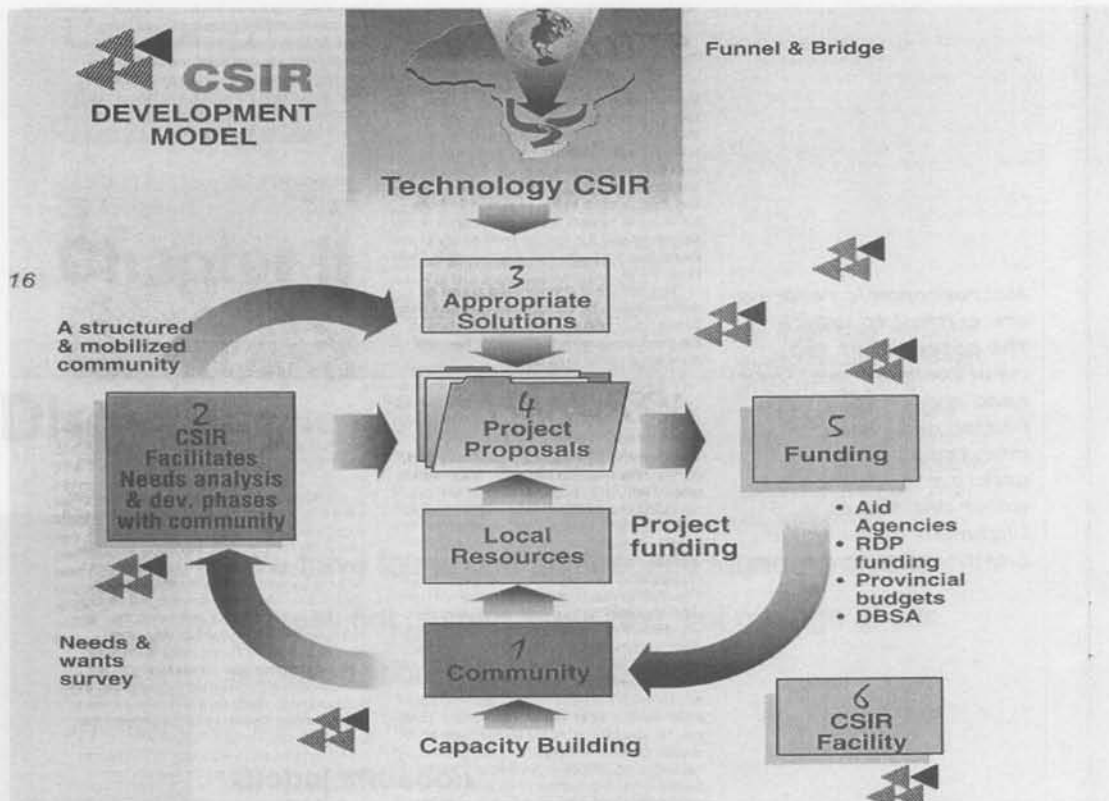 CSIR
DEVELOPMENT
MODEL
Funnel & Bridge
Technology CSIR
16
3
Appropriate
Solutions
A structured
& mobilized
community
2
CSIR
Facilitates
Needs analysis
& dev. phases
with community
4
Project
Proposals
5
Funding
Local
Resources
Project
funding
• Aid
Agencies
• RDP
funding
• Provincial
budgets
• DBSA
Needs &
wants
survey
1
Community
Capacity Building
6
CSIR
Facility